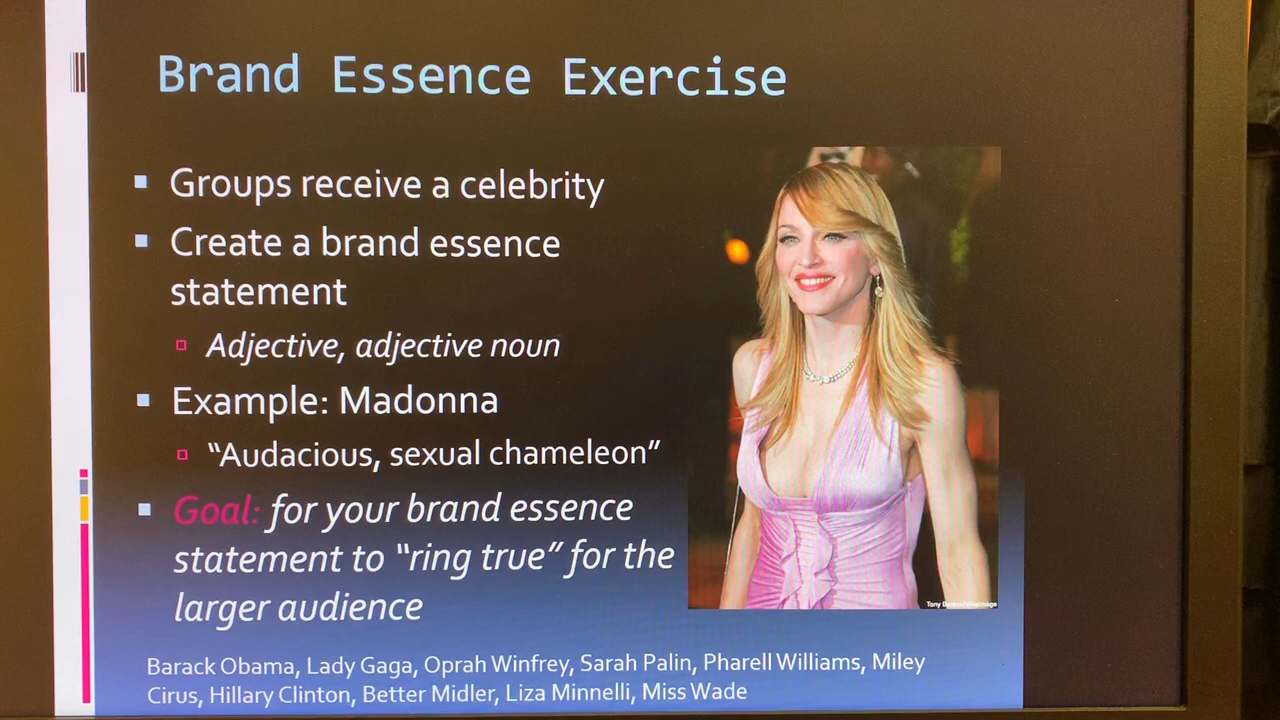 Brand Essence Exercise
Groups receive a celebrity
Create a brand essence
statement
Adjective, adjective noun
Example: Madonna
“Audacious, sexual chameleon”
Goal: for your brand essence
statement to “ring true” for the
larger audience
Tony
Barack Obama, Lady Gaga, Oprah Winfrey, Sarah Palin, Pharell Williams, Miley
Cirus, Hillary Clinton, Better Midler, Liza Minnelli, Miss Wade